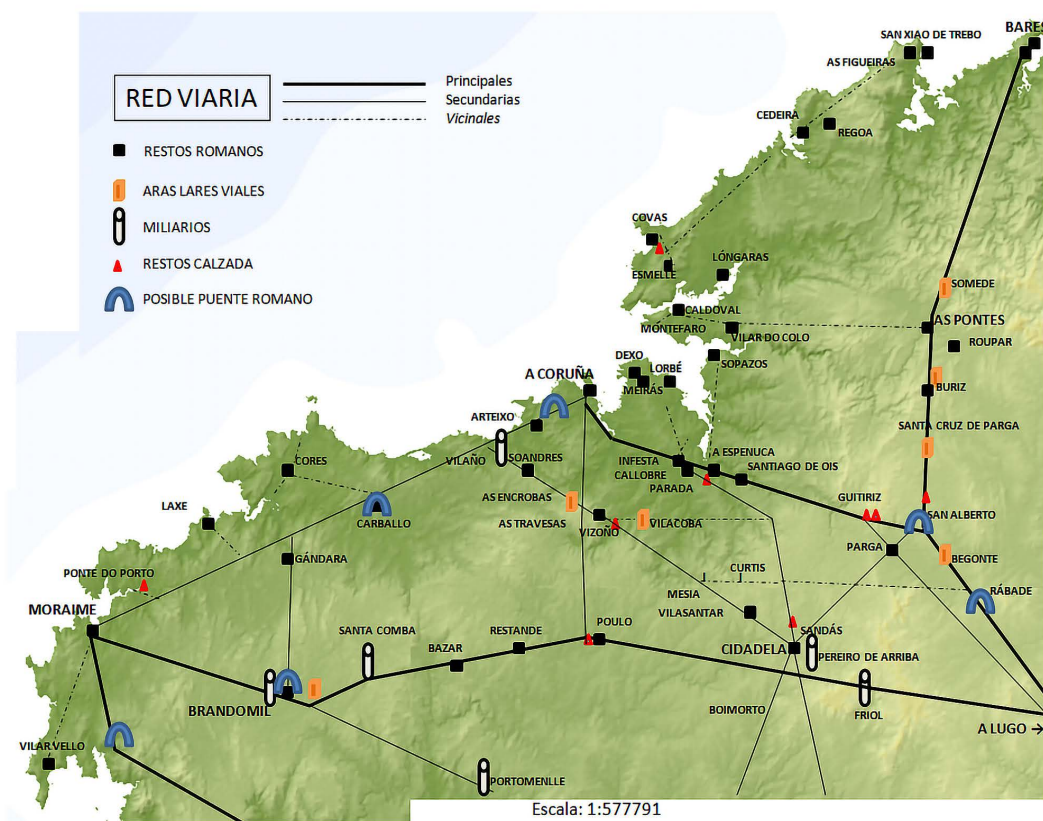 RED VIARIA
Principales
Secundarias
Vicinales
RESTOS ROMANOS
ARAS LARES VIALES
MILIARIOS
RESTOS CALZADA
POSIBLE PUENTE ROMANO
SAN XIAO DE TREBO
BARES
AS FIGUEIRAS
CEDEIRA
REGOA
COVAS
ESMELLE
LÓNGARAS
SOMEDE
CALDOVAL
MONTEFARO
AS PONTES
VILAR DO COLO
ROUPAR
DEXO
LORBÉ
SOPAZOS
A CORUÑA
MEIRÁS
BURIZ
ARTEIXO
SANTA CRUZ DE PARGA
VILAÑO
SOANDRES
INFESTA
A ESPENUCA
CORES
CALLOBRE
SANTIAGO DE OIS
PARADA
AS ENCROBAS
GUITIRIZ
LAXE
CARBALLO
AS TRAVESAS
VILACOBA
SAN ALBERTO
VIZOÑO
PARGA
GÁNDARA
BEGONTE
PONTE DO PORTO
CURTIS
RÁBADE
MESIA
MORAIME
VILASANTAR
SANTA COMBA
RESTANDE
POULO
SANDÁS
BAZAR
CIDADELA
PEREIRO DE ARRIBA
BRANDOMIL
BOIMORTO
FRIOL
A LUGO →
VILAR VELLO
PORTOMENLLE
Escala: 1:577791